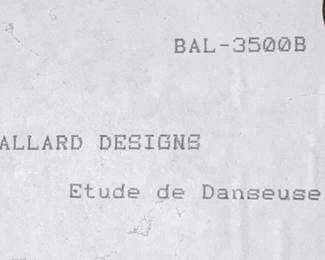 BAL-3500B
ALLARD DESIGNS
Etude de Danseuse